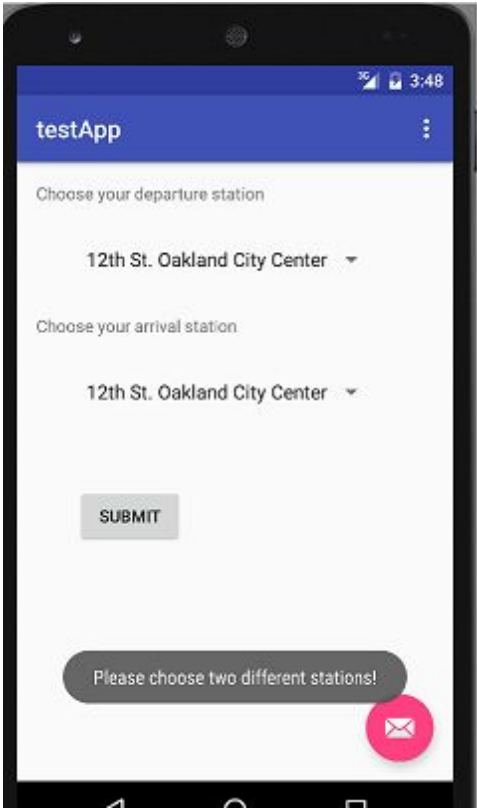 3G 3:48
testApp
Choose your departure station
12th St. Oakland City Center
Choose your arrival station
12th St. Oakland City Center
SUBMIT
Please choose two different stations!